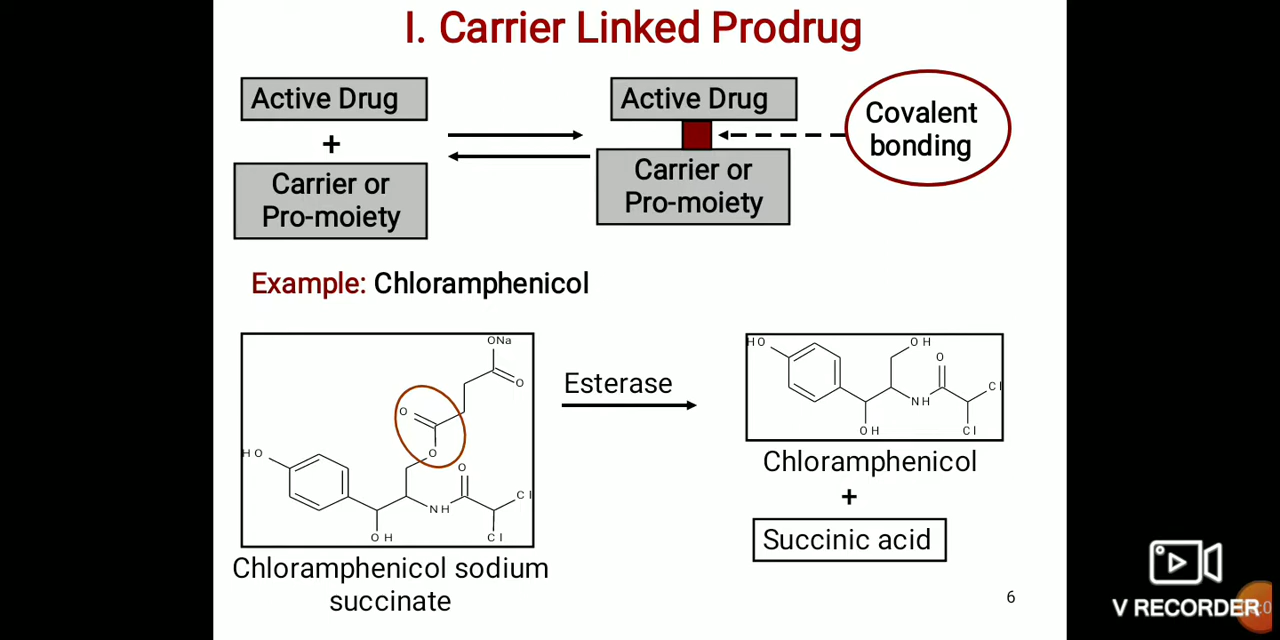 I. Carrier Linked Prodrug
Active Drug
+
Carrier or
Pro-moiety
Active Drug
Carrier or
Pro-moiety
Covalent
bonding
Example: Chloramphenicol
ONa
O
O
O
HO
O
NH
Cl
OH
Cl
Chloramphenicol sodium
succinate
Esterase
HO
OH
O
Cl
NH
OH
Cl
Chloramphenicol
+
Succinic acid
6
V RECORDER